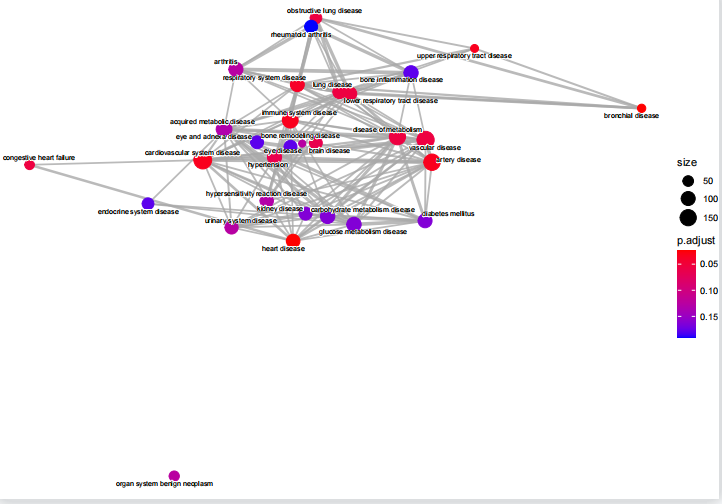 obstructive lung disease
rheumatoid arthritis
upper respiratory tract disease
arthritis
respiratory system disease
bone inflammation disease
lung disease
lower respiratory tract disease
bronchial disease
immune system disease
acquired metabolic disease
disease of metabolism
eye and adnexa disease
bone remodeling disease
vascular disease
eye disease
brain disease
cardiovascular system disease
artery disease
congestive heart failure
hypertension
hypersensitivity reaction disease
endocrine system disease
kidney disease
carbohydrate metabolism disease
diabetes mellitus
urinary system disease
glucose metabolism disease
heart disease
organ system benign neoplasm
size
50
100
150
p.adjust
0.05
0.10
0.15